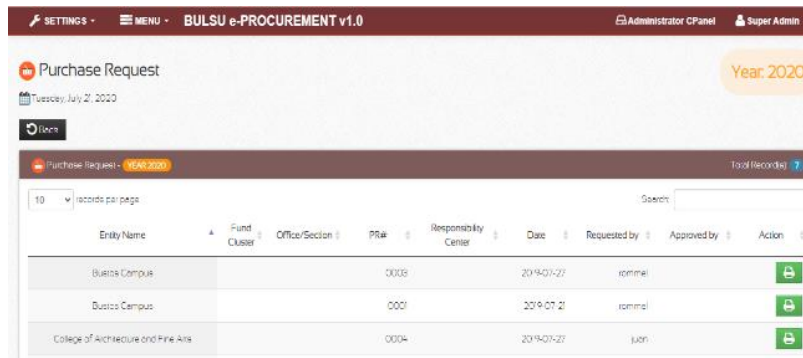 SETTINGS MENU BULSU e-PROCUREMENT v1.0 Administrator CPanel Super Admin
Purchase Request Year: 2020
Tuesday, July 21, 2020
Back
Purchase Request - YEAR 2020 Total Record(s) 7
10 records per page Search:
Entity Name Fund Cluster Office/Section PR# Responsibility Center Date Requested by Approved by Action
Bustos Campus 0003 2019-07-27 rommel
Bustos Campus 0001 2019-07-21 rommel
College of Architecture and Fine Arts 0004 2019-07-27 juan